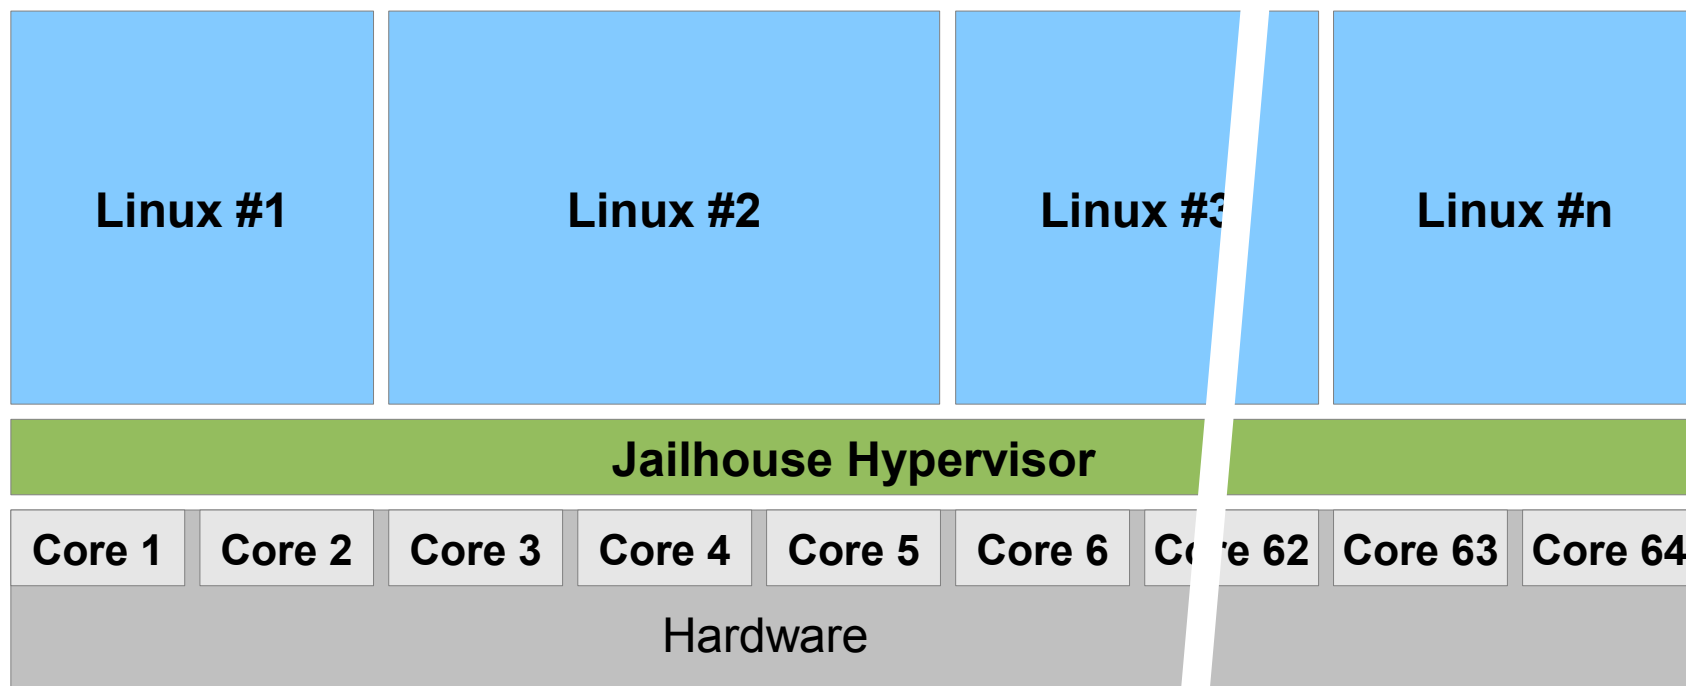 Linux #1 Linux #2 Linux #3 Linux #n
Jailhouse Hypervisor
Core 1 Core 2 Core 3 Core 4 Core 5 Core 6 Core 62 Core 63 Core 64
Hardware